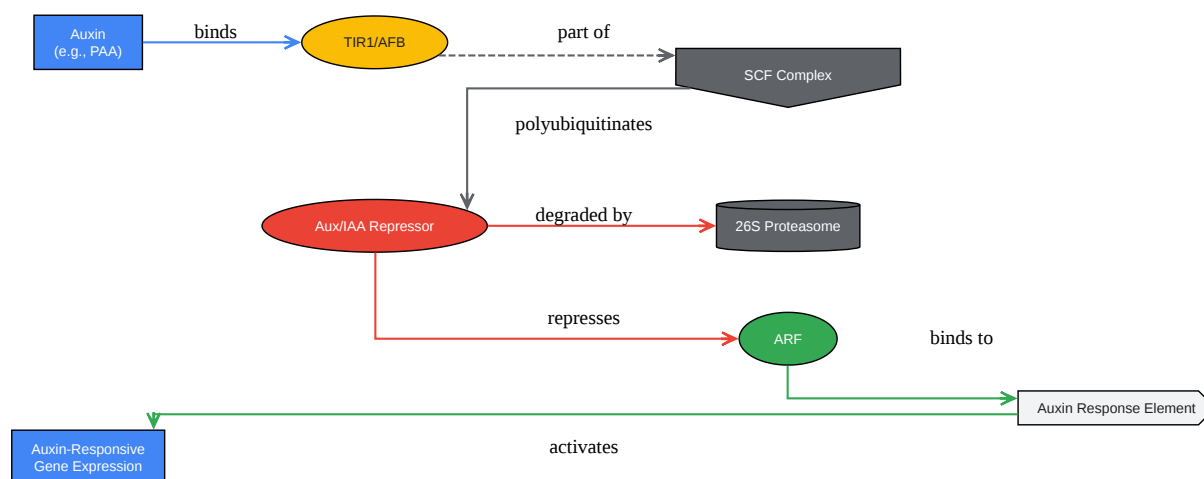 Auxin
(e.g., PAA)
binds
TIR1/AFB
part of
SCF Complex
polyubiquitinates
Aux/IAA Repressor
degraded by
26S Proteasome
represses
ARF
binds to
Auxin Response Element
activates
Auxin-Responsive
Gene Expression